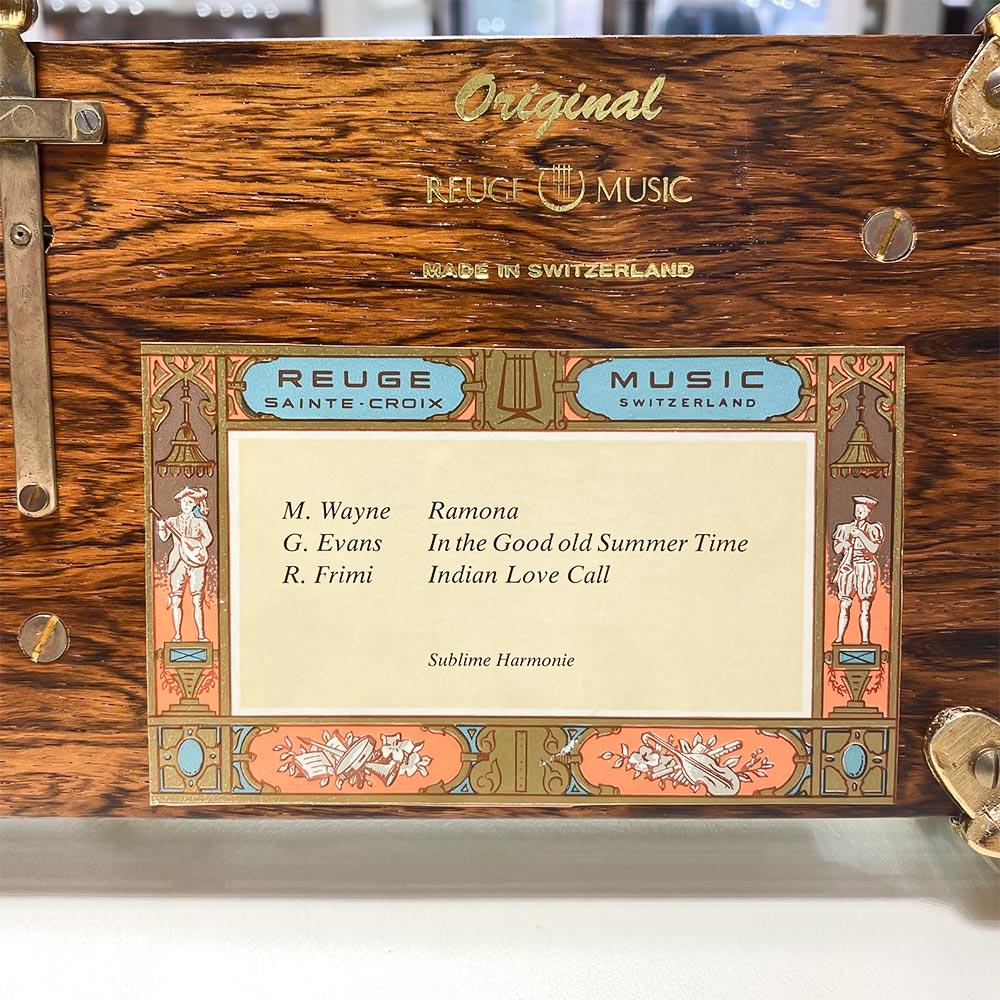 Original
REUGE MUSIC
MADE IN SWITZERLAND
REUGE MUSIC
SAINTE-CROIX SWITZERLAND
M. Wayne Ramona
G. Evans In the Good old Summer Time
R. Frimi Indian Love Call
Sublime Harmonie